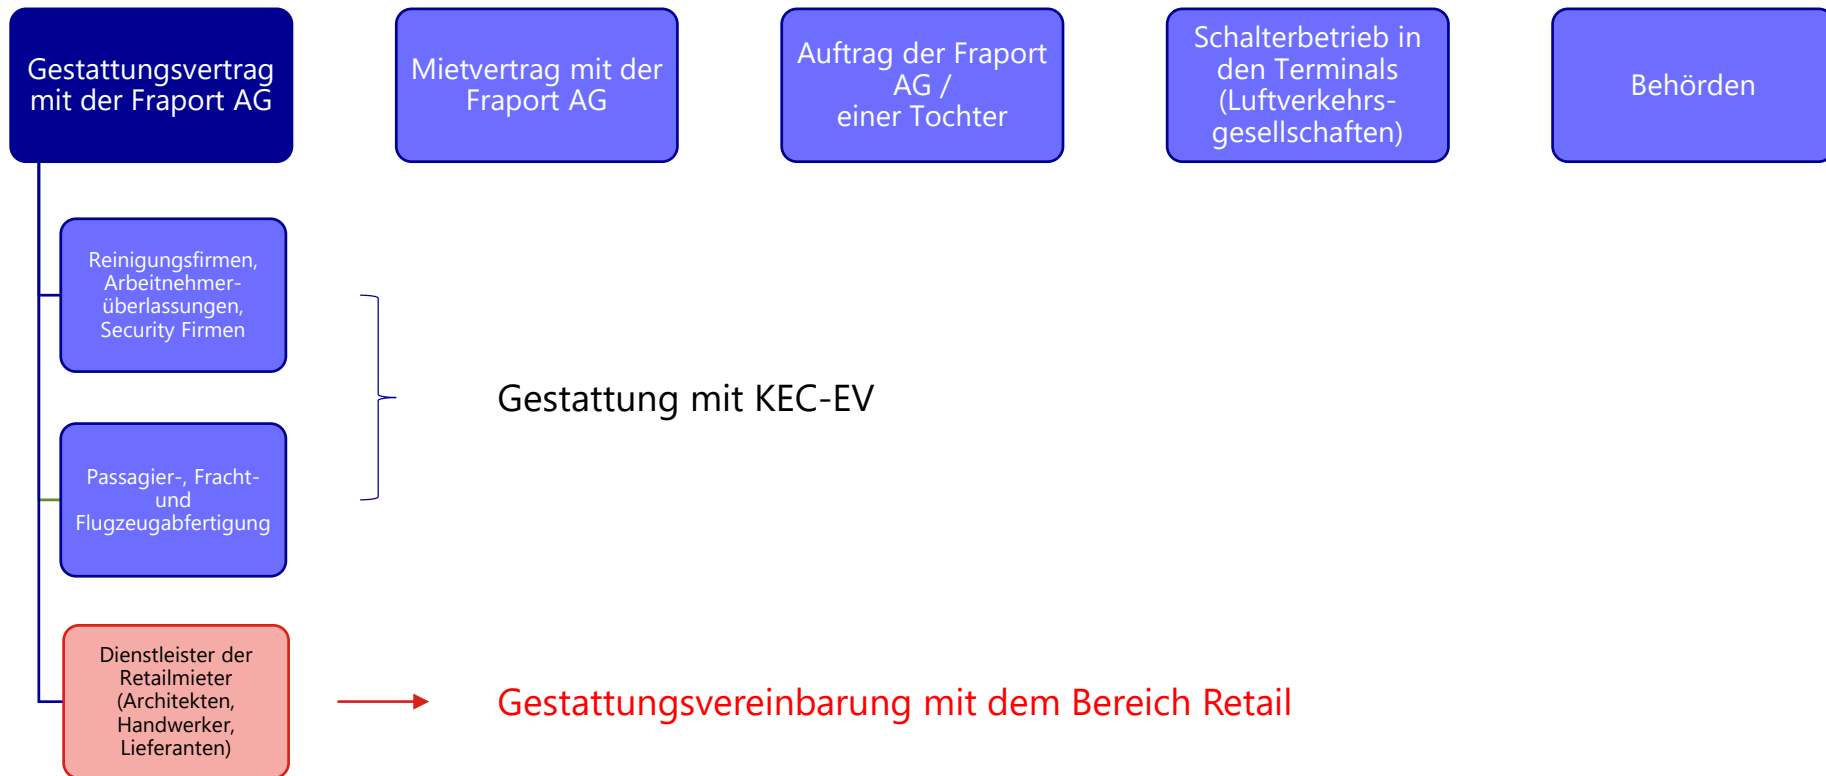 Gestattungsvertrag
mit der Fraport AG
Mietvertrag mit der
Fraport AG
Auftrag der Fraport
AG /
einer Tochter
Schalterbetrieb in
den Terminals
(Luftverkehrs-
gesellschaften)
Behörden
Reinigungsfirmen,
Arbeitnehmer-
überlassungen,
Security Firmen
Gestattung mit KEC-EV
Passagier-, Fracht-
und
Flugzeugabfertigung
Dienstleister der
Retailmieter
(Architekten,
Handwerker,
Lieferanten)
Gestattungsvereinbarung mit dem Bereich Retail